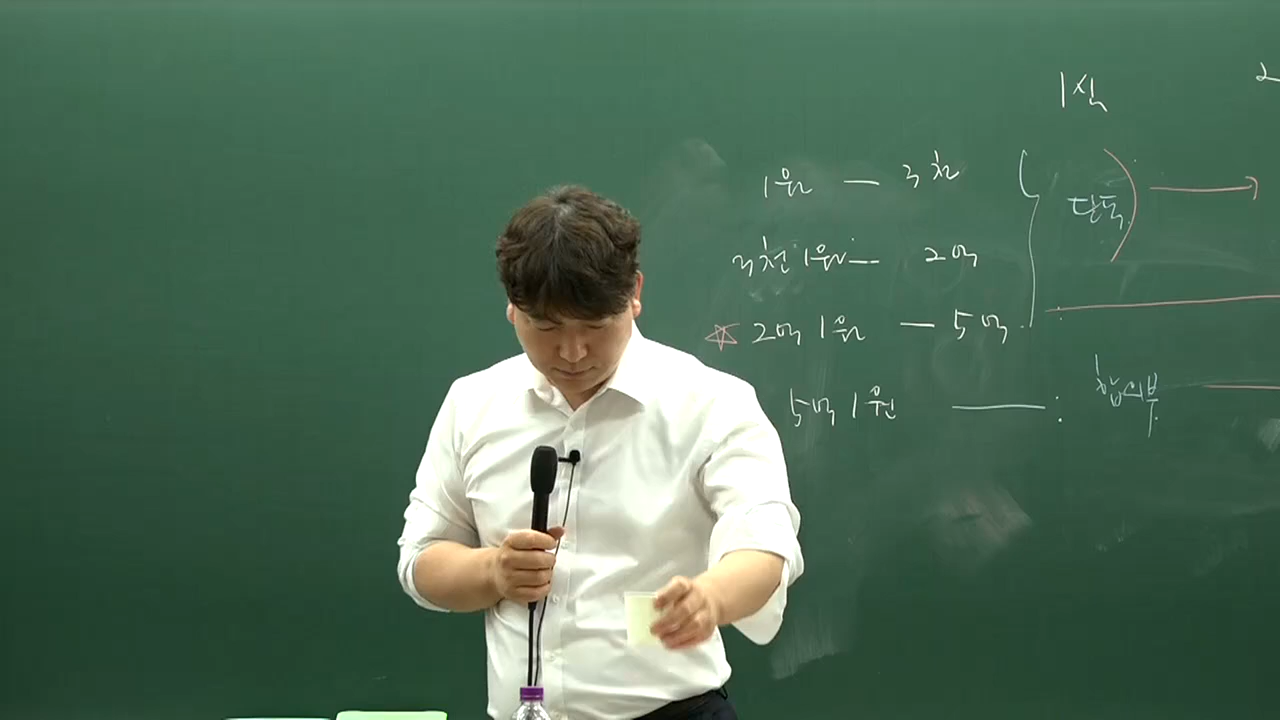 1심
2
1원 — 3천
단독
3천 1원 — 2억
☆ 2억 1원 — 5억
5억 1원 — : 합의부